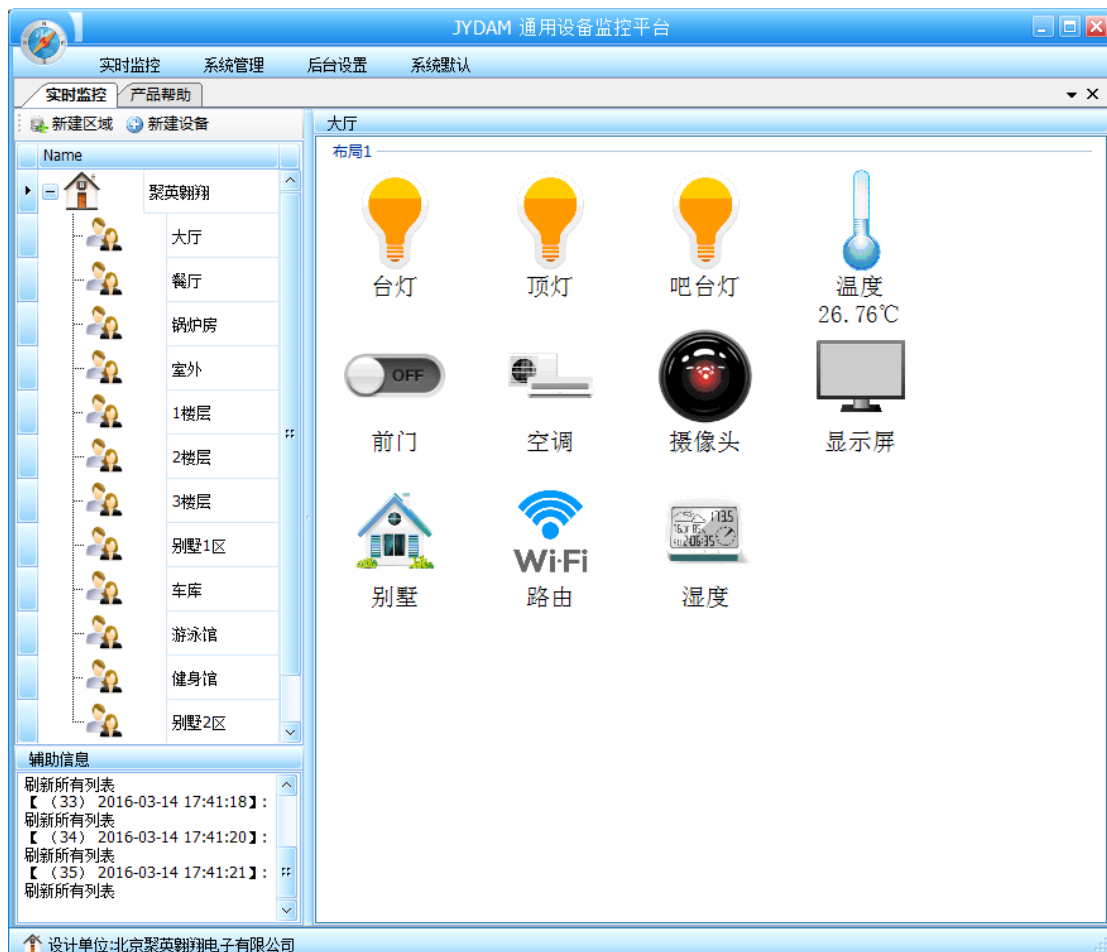 JYDAM 通用设备监控平台
实时监控 系统管理 后台设置 系统默认
实时监控 产品帮助
新建区域 新建设备
大厅
Name
布局1
聚英翱翔
大厅
餐厅
锅炉房
室外
1楼层
2楼层
3楼层
别墅1区
车库
游泳馆
健身馆
别墅2区
台灯 顶灯 吧台灯 温度
26.76℃
OFF
前门 空调 摄像头 显示屏
Wi-Fi
别墅 路由 湿度
辅助信息
刷新所有列表
【 (33) 2016-03-14 17:41:18】:
刷新所有列表
【 (34) 2016-03-14 17:41:20】:
刷新所有列表
【 (35) 2016-03-14 17:41:21】:
刷新所有列表
设计单位:北京聚英翱翔电子有限公司